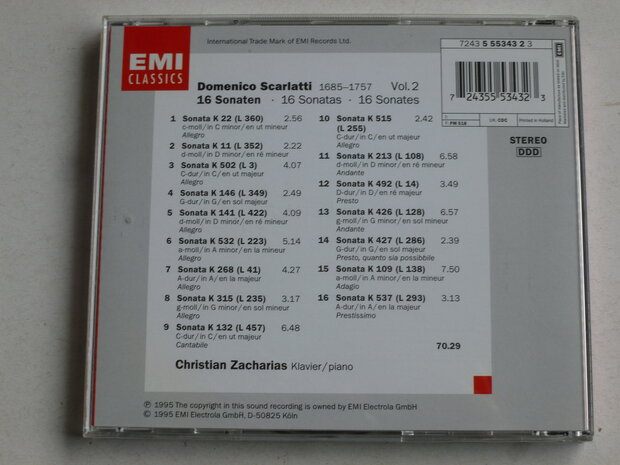 EMI
CLASSICS
International Trade Mark of EMI Records Ltd.
7243 5 55343 2 3
7 24355 53432 3
EMI
P: PM 518
UK: CDC
Printed in Holland
STEREO
DDD
Domenico Scarlatti 1685–1757 Vol. 2
16 Sonaten · 16 Sonatas · 16 Sonates
1 Sonata K 22 (L 360) 2.56
c-moll/in C minor/en ut mineur
Allegro
2 Sonata K 11 (L 352) 2.22
d-moll/in D minor/en ré mineur
3 Sonata K 502 (L 3) 4.07
C-dur/in C/en ut majeur
Allegro
4 Sonata K 146 (L 349) 2.49
G-dur/in G/en sol majeur
5 Sonata K 141 (L 422) 4.09
d-moll/in D minor/en ré mineur
Allegro
6 Sonata K 532 (L 223) 5.14
a-moll/in A minor/en la mineur
Allegro
7 Sonata K 268 (L 41) 4.27
A-dur/in A/en la majeur
Allegro
8 Sonata K 315 (L 235) 3.17
g-moll/in G minor/en sol mineur
Allegro
9 Sonata K 132 (L 457) 6.48
C-dur/in C/en ut majeur
Cantabile
10 Sonata K 515 2.42
(L 255)
C-dur/in C/en ut majeur
Allegro
11 Sonata K 213 (L 108) 6.58
d-moll/in D minor/en ré mineur
Andante
12 Sonata K 492 (L 14) 3.49
D-dur/in D/en ré majeur
Presto
13 Sonata K 426 (L 128) 6.57
g-moll/in G minor/en sol mineur
Andante
14 Sonata K 427 (L 286) 2.39
G-dur/in G/en sol majeur
Presto, quanto sia possibile
15 Sonata K 109 (L 138) 7.50
a-moll/in A minor/en la mineur
Adagio
16 Sonata K 537 (L 293) 3.13
A-dur/in A/en la majeur
Prestissimo
70.29
Christian Zacharias Klavier/piano
℗ 1995 The copyright in this sound recording is owned by EMI Electrola GmbH
© 1995 EMI Electrola GmbH, D-50825 Köln